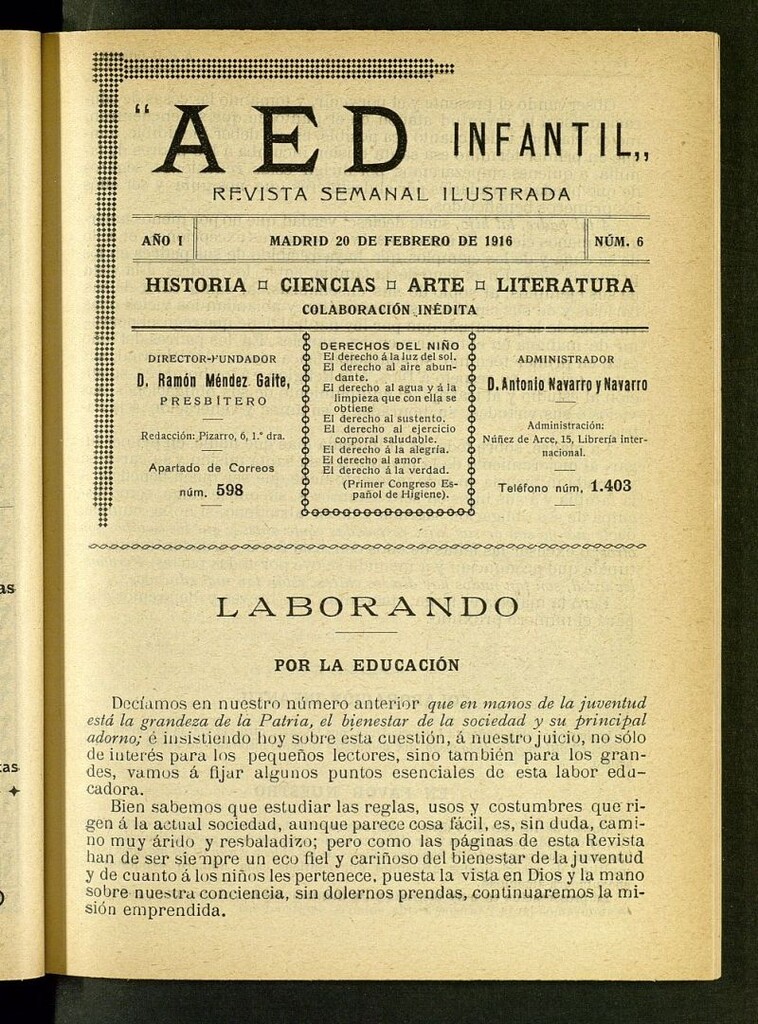 “AED INFANTIL„
REVISTA SEMANAL ILUSTRADA
AÑO I
MADRID 20 DE FEBRERO DE 1916
NÚM. 6
HISTORIA ¤ CIENCIAS ¤ ARTE ¤ LITERATURA
COLABORACIÓN INÉDITA
DIRECTOR-FUNDADOR
D. Ramón Méndez Gaite,
PRESBÍTERO
Redacción: Pizarro, 6, 1.º dra.
Apartado de Correos
núm. 598
DERECHOS DEL NIÑO
El derecho á la luz del sol.
El derecho al aire abun-
dante.
El derecho al agua y á la
limpieza que con ella se
obtiene
El derecho al sustento.
El derecho al ejercicio
corporal saludable.
El derecho á la alegría.
El derecho al amor
El derecho á la verdad.
(Primer Congreso Es-
pañol de Higiene).
ADMINISTRADOR
D. Antonio Navarro y Navarro
Administración:
Núñez de Arce, 15, Librería inter-
nacional.
Teléfono núm, 1.403
LABORANDO
POR LA EDUCACIÓN
Decíamos en nuestro número anterior que en manos de la juventud
está la grandeza de la Patria, el bienestar de la sociedad y su principal
adorno; é insistiendo hoy sobre esta cuestión, á nuestro juicio, no sólo
de interés para los pequeños lectores, sino también para los gran-
des, vamos á fijar algunos puntos esenciales de esta labor edu-
cadora.
Bien sabemos que estudiar las reglas, usos y costumbres que ri-
gen á la actual sociedad, aunque parece cosa fácil, es, sin duda, cami-
no muy árido y resbaladizo; pero como las páginas de esta Revista
han de ser siempre un eco fiel y cariñoso del bienestar de la juventud
y de cuanto á los niños les pertenece, puesta la vista en Dios y la mano
sobre nuestra conciencia, sin dolernos prendas, continuaremos la mi-
sión emprendida.